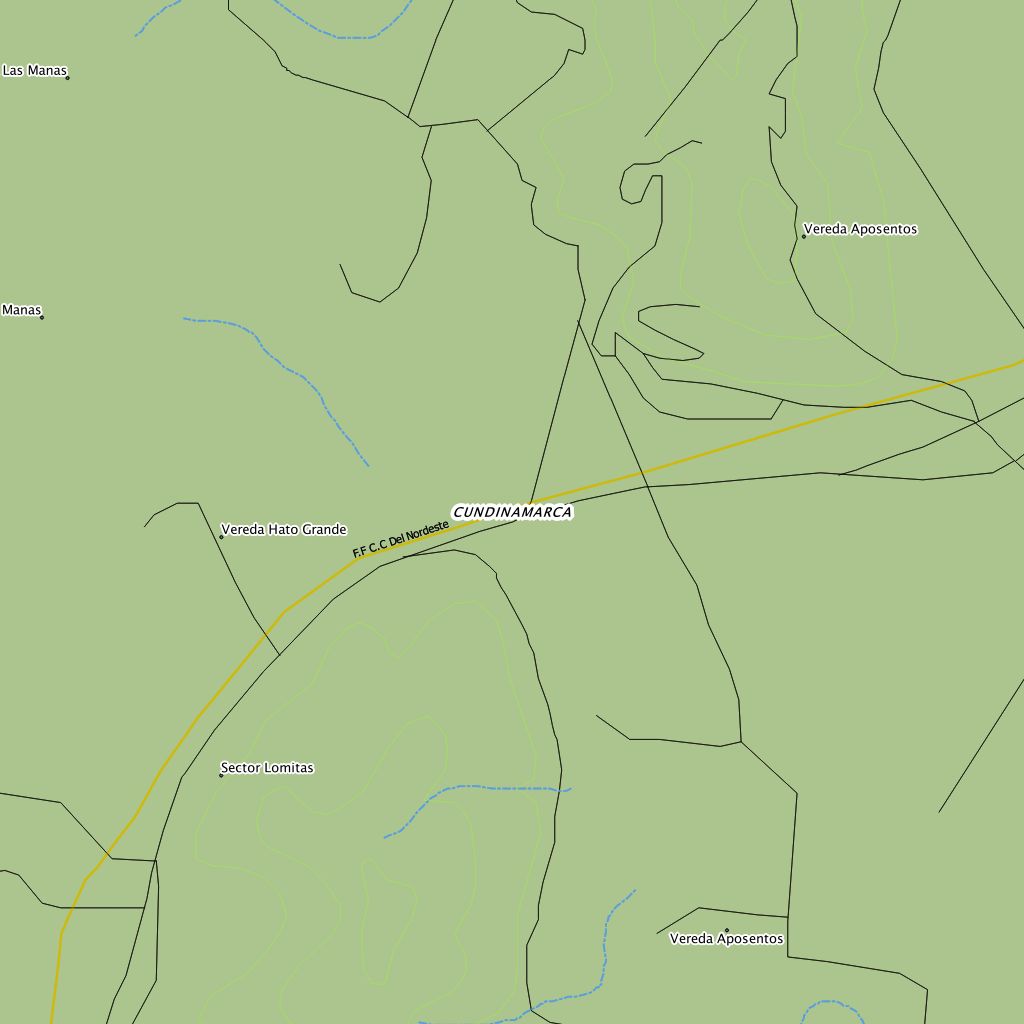 Las Manas
Vereda Aposentos
Manas
CUNDINAMARCA
Vereda Hato Grande
F.F C.C Del Nordeste
Sector Lomitas
Vereda Aposentos